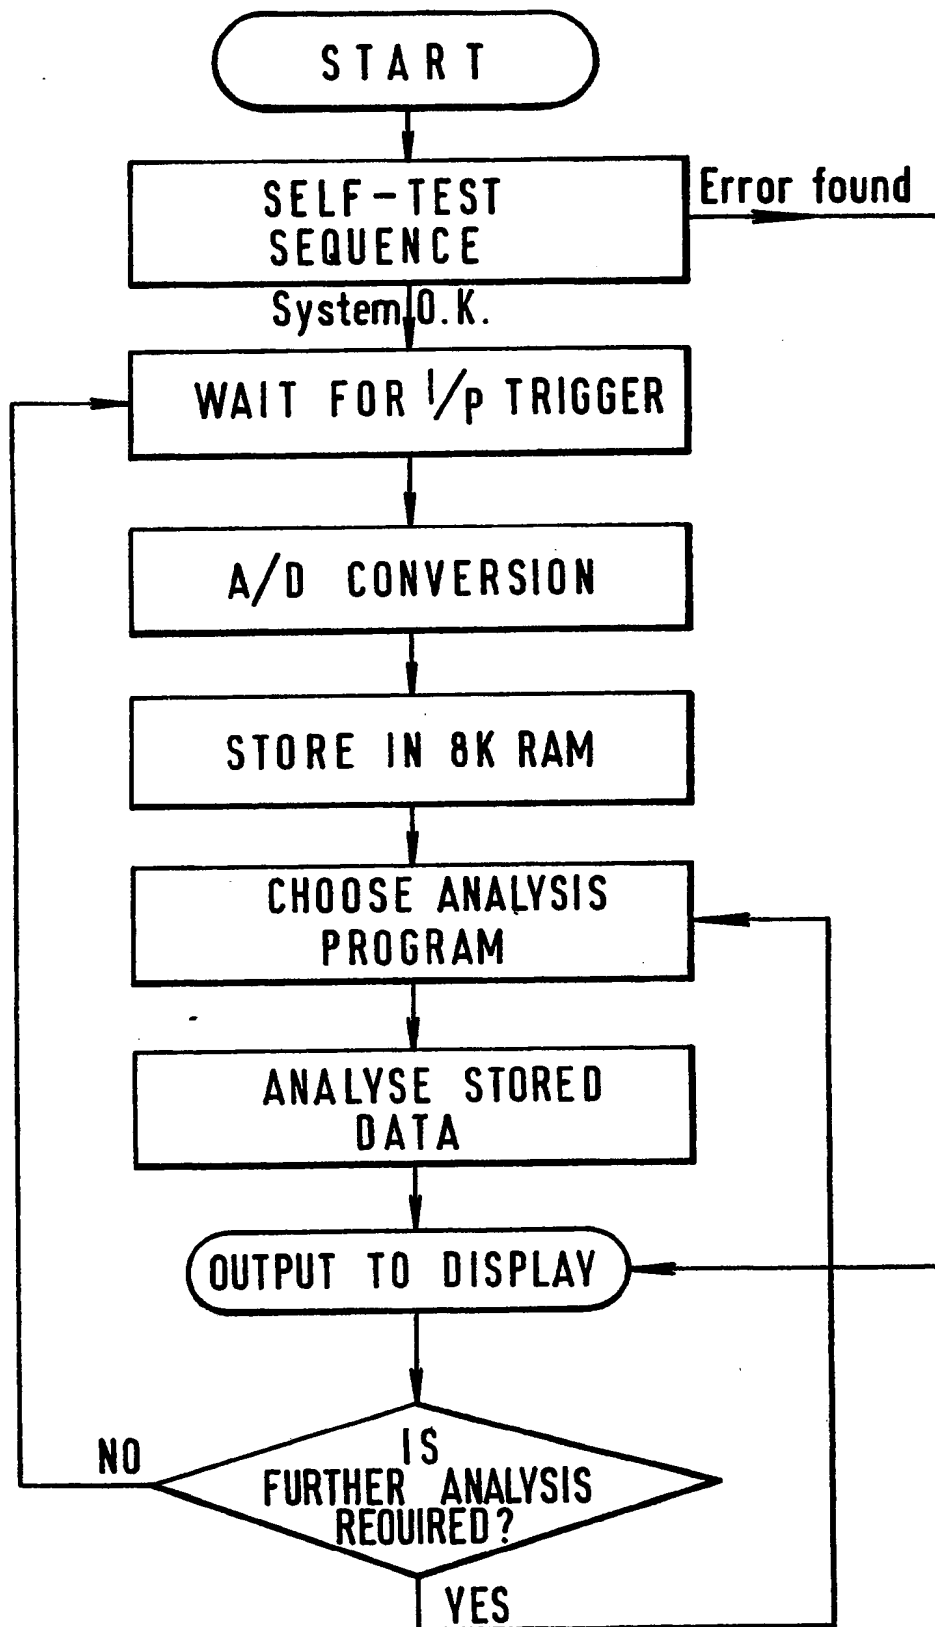 START
SELF-TEST
SEQUENCE
Error found
System O.K.
WAIT FOR I/P TRIGGER
A/D CONVERSION
STORE IN 8K RAM
CHOOSE ANALYSIS
PROGRAM
ANALYSE STORED
DATA
OUTPUT TO DISPLAY
IS
FURTHER ANALYSIS
REQUIRED?
NO
YES